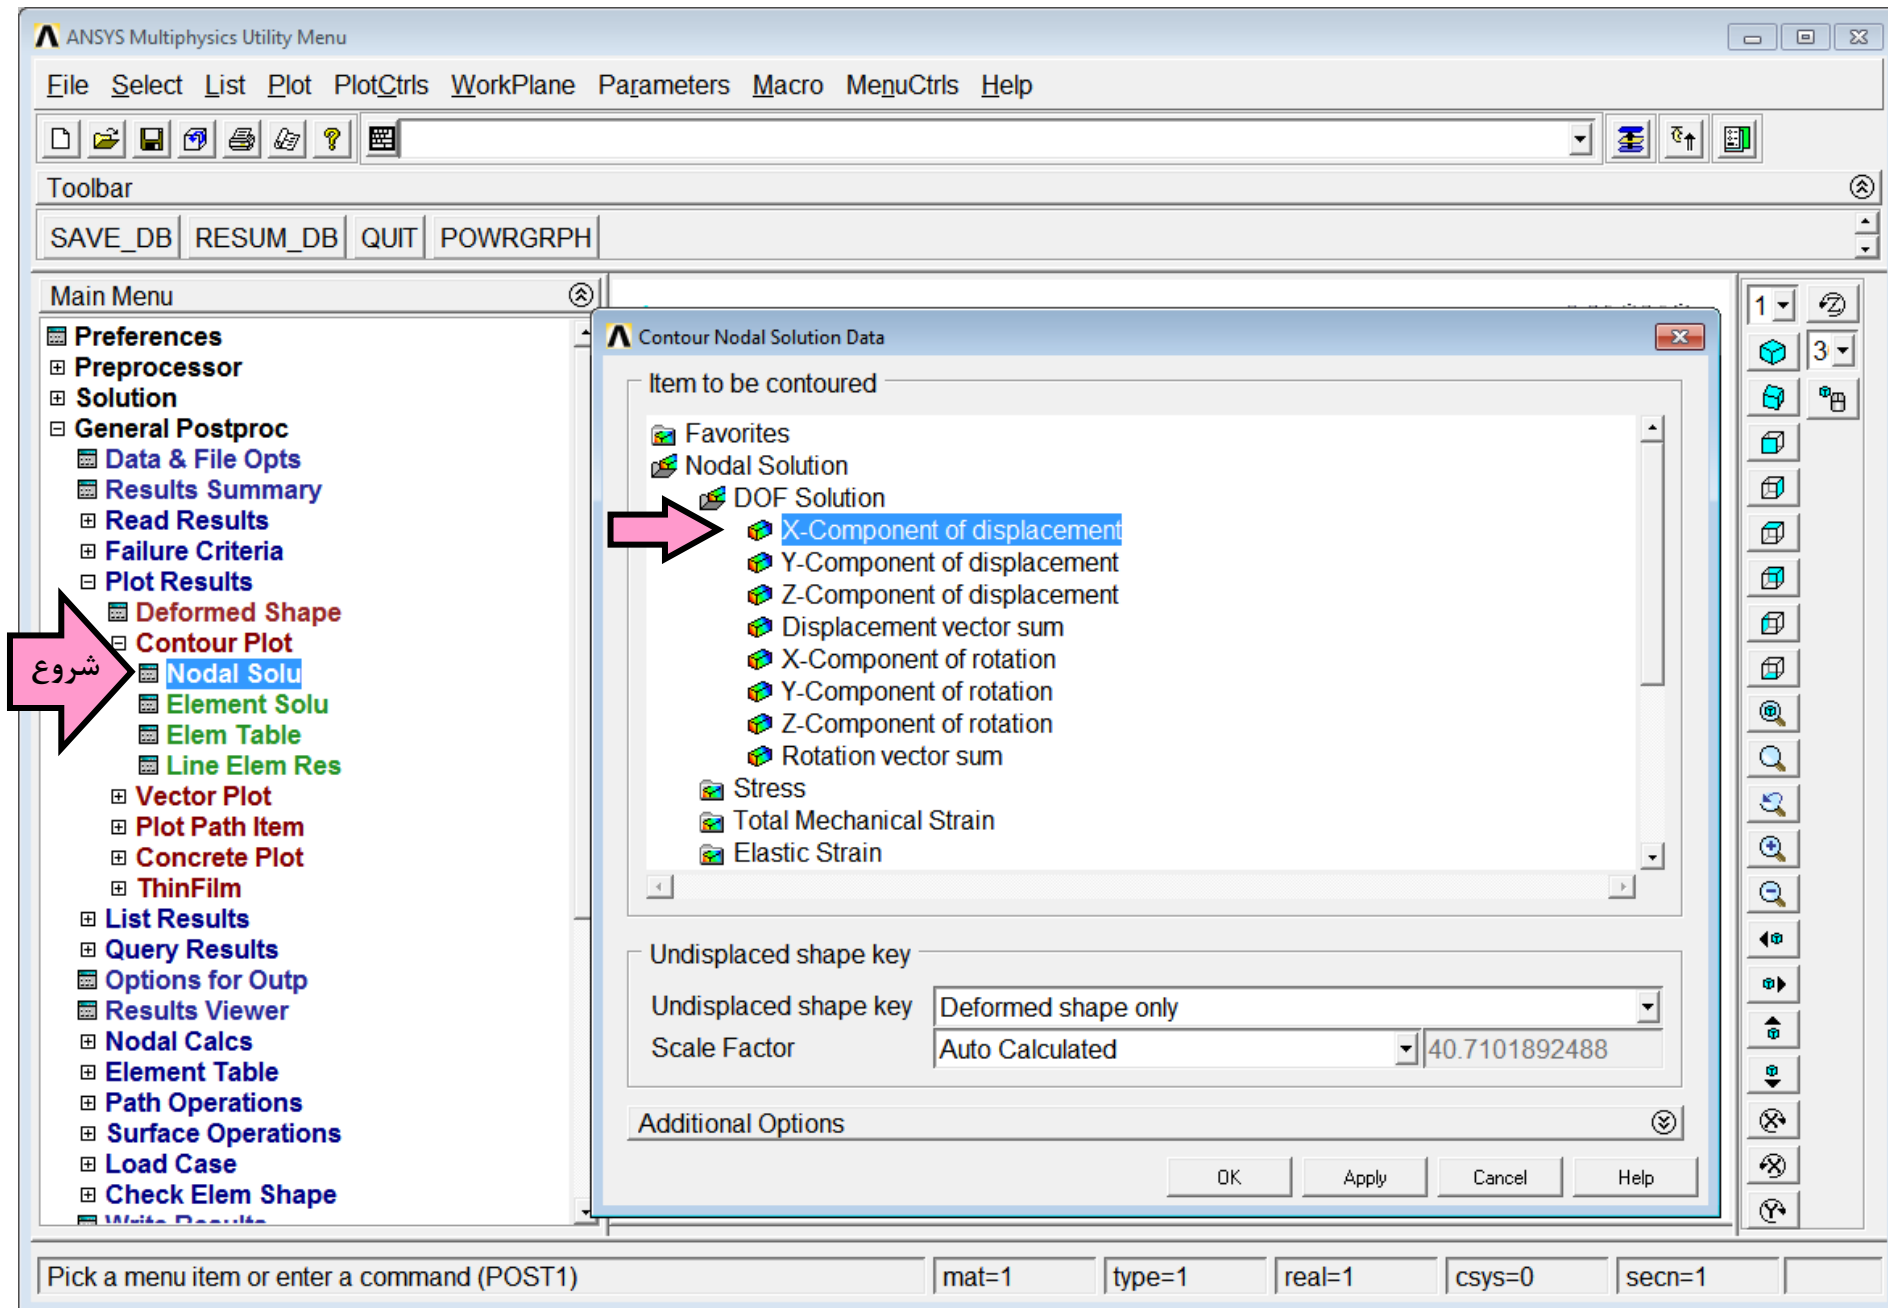 ANSYS Multiphysics Utility Menu
File Select List Plot PlotCtrls WorkPlane Parameters Macro MenuCtrls Help
Toolbar
SAVE_DB RESUM_DB QUIT POWRGRPH
Main Menu
Preferences
Preprocessor
Solution
General Postproc
Data & File Opts
Results Summary
Read Results
Failure Criteria
Plot Results
Deformed Shape
Contour Plot
شروع
Nodal Solu
Element Solu
Elem Table
Line Elem Res
Vector Plot
Plot Path Item
Concrete Plot
ThinFilm
List Results
Query Results
Options for Outp
Results Viewer
Nodal Calcs
Element Table
Path Operations
Surface Operations
Load Case
Check Elem Shape
Write Results
Contour Nodal Solution Data
Item to be contoured
Favorites
Nodal Solution
DOF Solution
X-Component of displacement
Y-Component of displacement
Z-Component of displacement
Displacement vector sum
X-Component of rotation
Y-Component of rotation
Z-Component of rotation
Rotation vector sum
Stress
Total Mechanical Strain
Elastic Strain
Undisplaced shape key
Undisplaced shape key Deformed shape only
Scale Factor Auto Calculated 40.7101892488
Additional Options
OK Apply Cancel Help
1
3
Pick a menu item or enter a command (POST1) mat=1 type=1 real=1 csys=0 secn=1